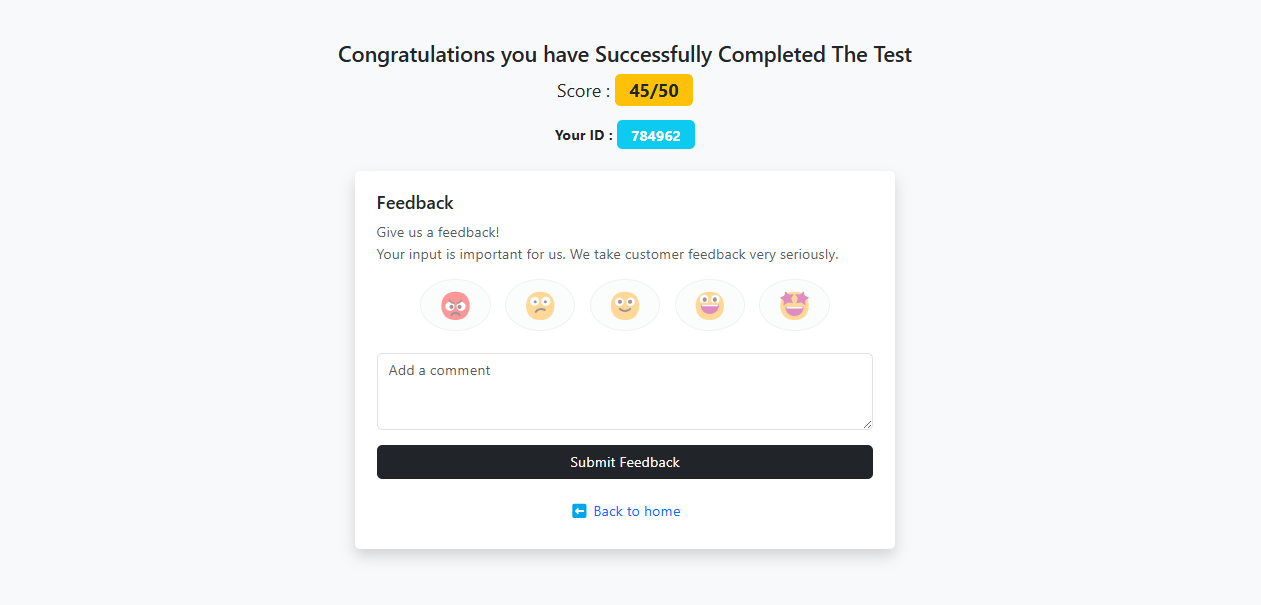 Congratulations you have Successfully Completed The Test
Score : 45/50
Your ID : 784962
Feedback
Give us a feedback!
Your input is important for us. We take customer feedback very seriously.
Add a comment
Submit Feedback
Back to home